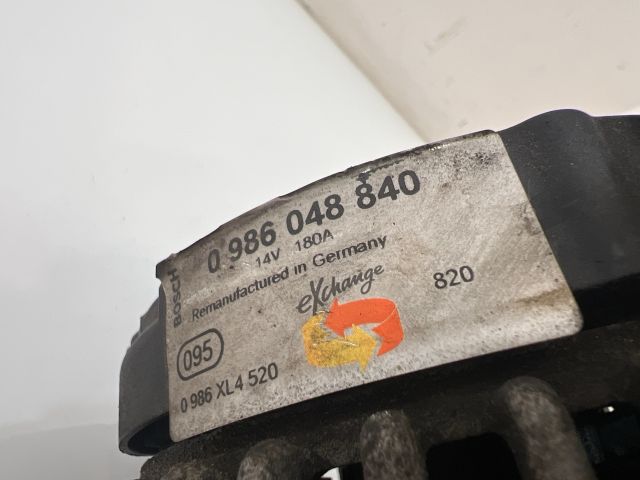 BOSCH
0 986 048 840
14V 180A
Remanufactured in Germany
eXchange
820
095
0 986 XL4 520